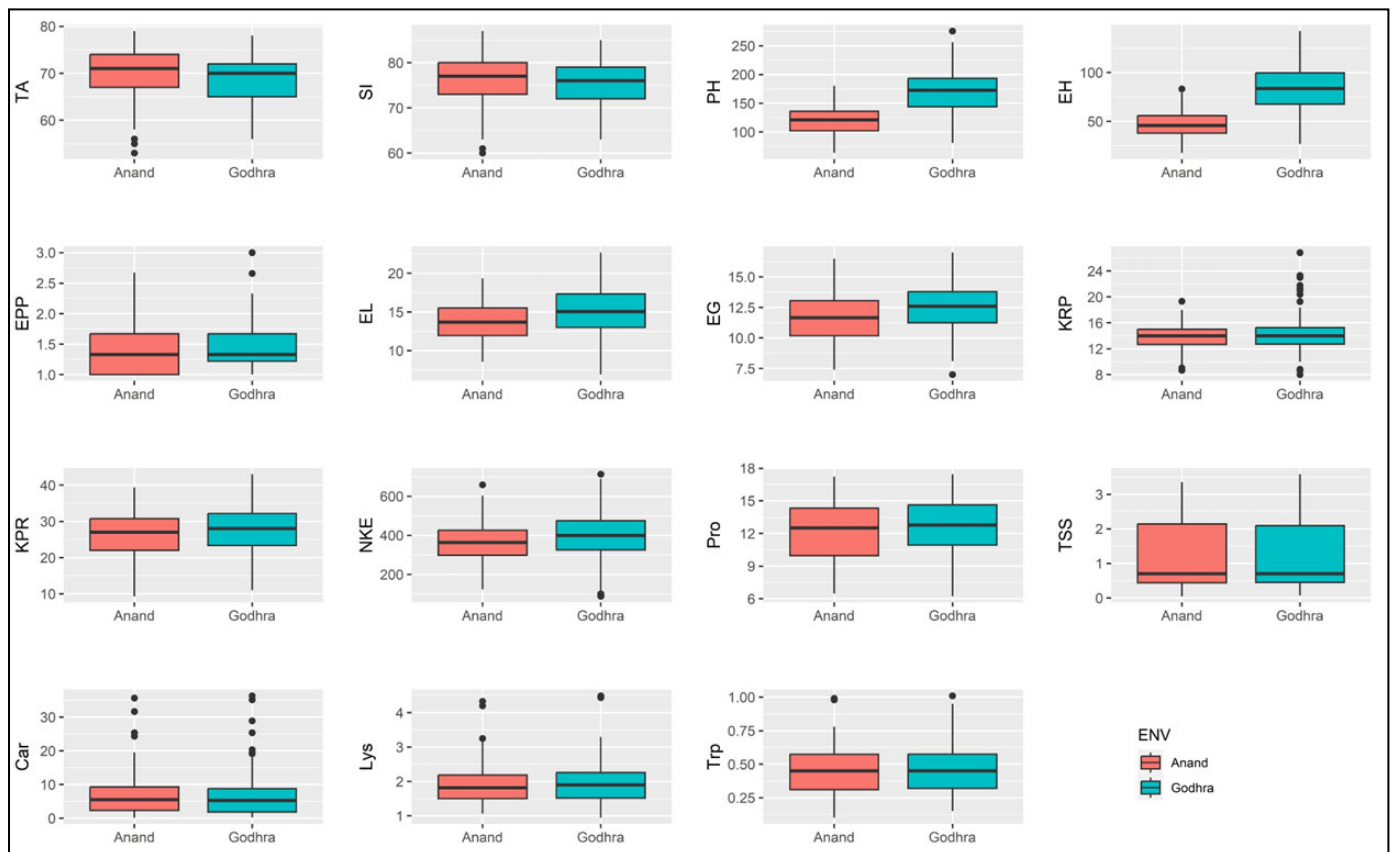 TA
80
70
60
Anand Godhra
SI
80
70
60
Anand Godhra
PH
250
200
150
100
Anand Godhra
EH
100
50
Anand Godhra
EPP
3.0
2.5
2.0
1.5
1.0
Anand Godhra
EL
20
15
10
Anand Godhra
EG
15.0
12.5
10.0
7.5
Anand Godhra
KRP
24
20
16
12
8
Anand Godhra
KPR
40
30
20
10
Anand Godhra
NKE
600
400
200
Anand Godhra
Pro
18
15
12
9
6
Anand Godhra
TSS
3
2
1
0
Anand Godhra
Car
30
20
10
0
Anand Godhra
Lys
4
3
2
1
Anand Godhra
Trp
1.00
0.75
0.50
0.25
Anand Godhra
ENV
Anand
Godhra